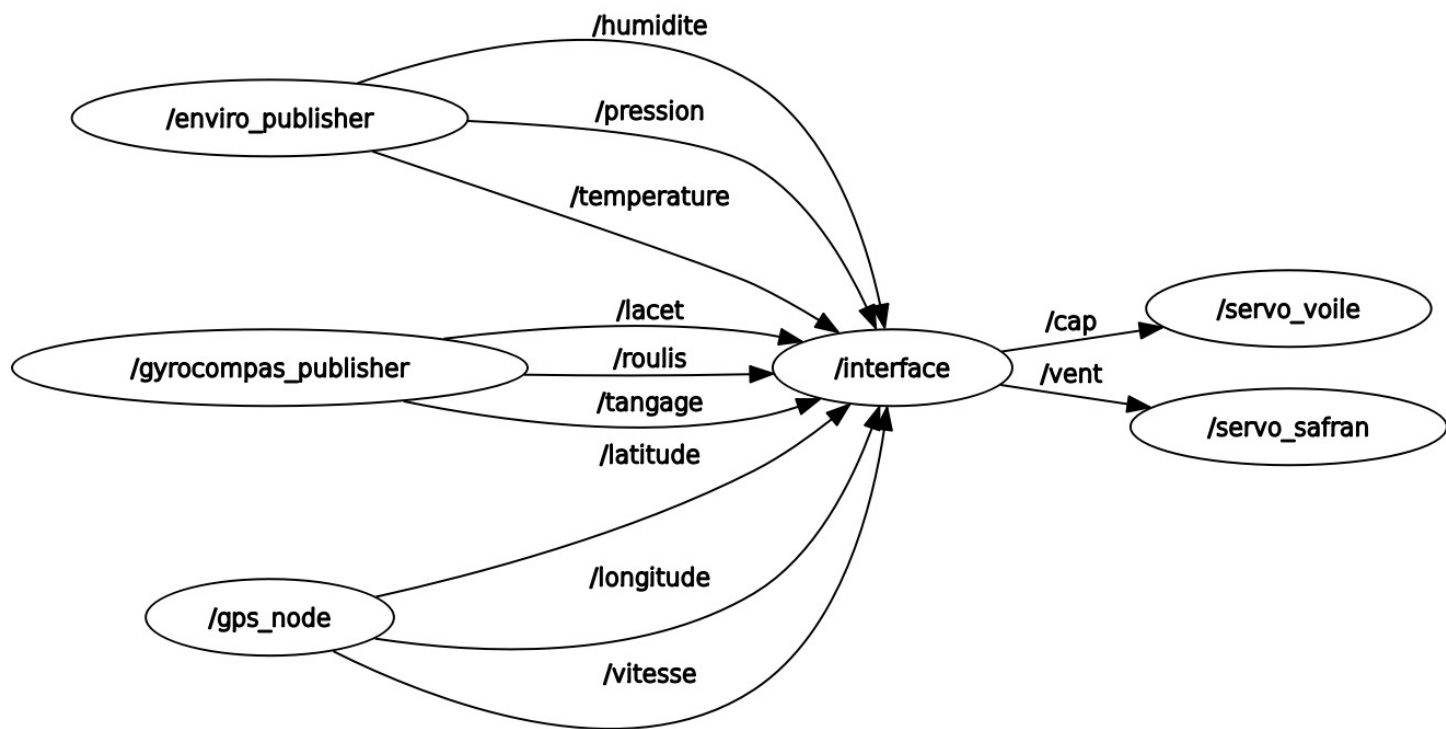 /humidite
/enviro_publisher
/pression
/temperature
/lacet
/gyrocompas_publisher
/roulis
/tangage
/interface
/cap
/servo_voile
/vent
/servo_safran
/latitude
/gps_node
/longitude
/vitesse